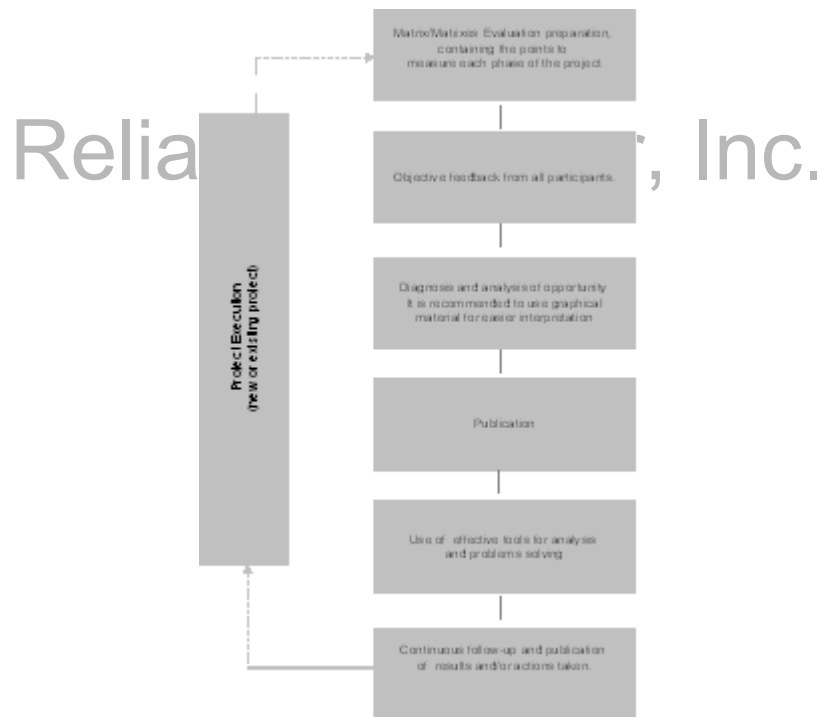 Matrix/Matrixes Evaluation preparation,
containing the points to
measure each phase of the project
Objective feedback from all participants.
Diagnosis and analysis of opportunity
It is recommended to use graphical
material for easier interpretation
Publication
Use of effective tools for analysis
and problems solving
Continuous follow-up and publication
of results and/or actions taken.
Project Execution
(new or existing project)
Inc.